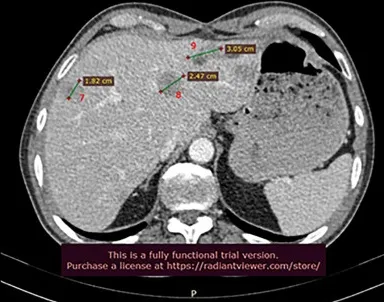 9
3.05 cm
2.47 cm
1.82 cm
8
7
This is a fully functional trial version.
Purchase a license at https://radiantviewer.com/store/
P